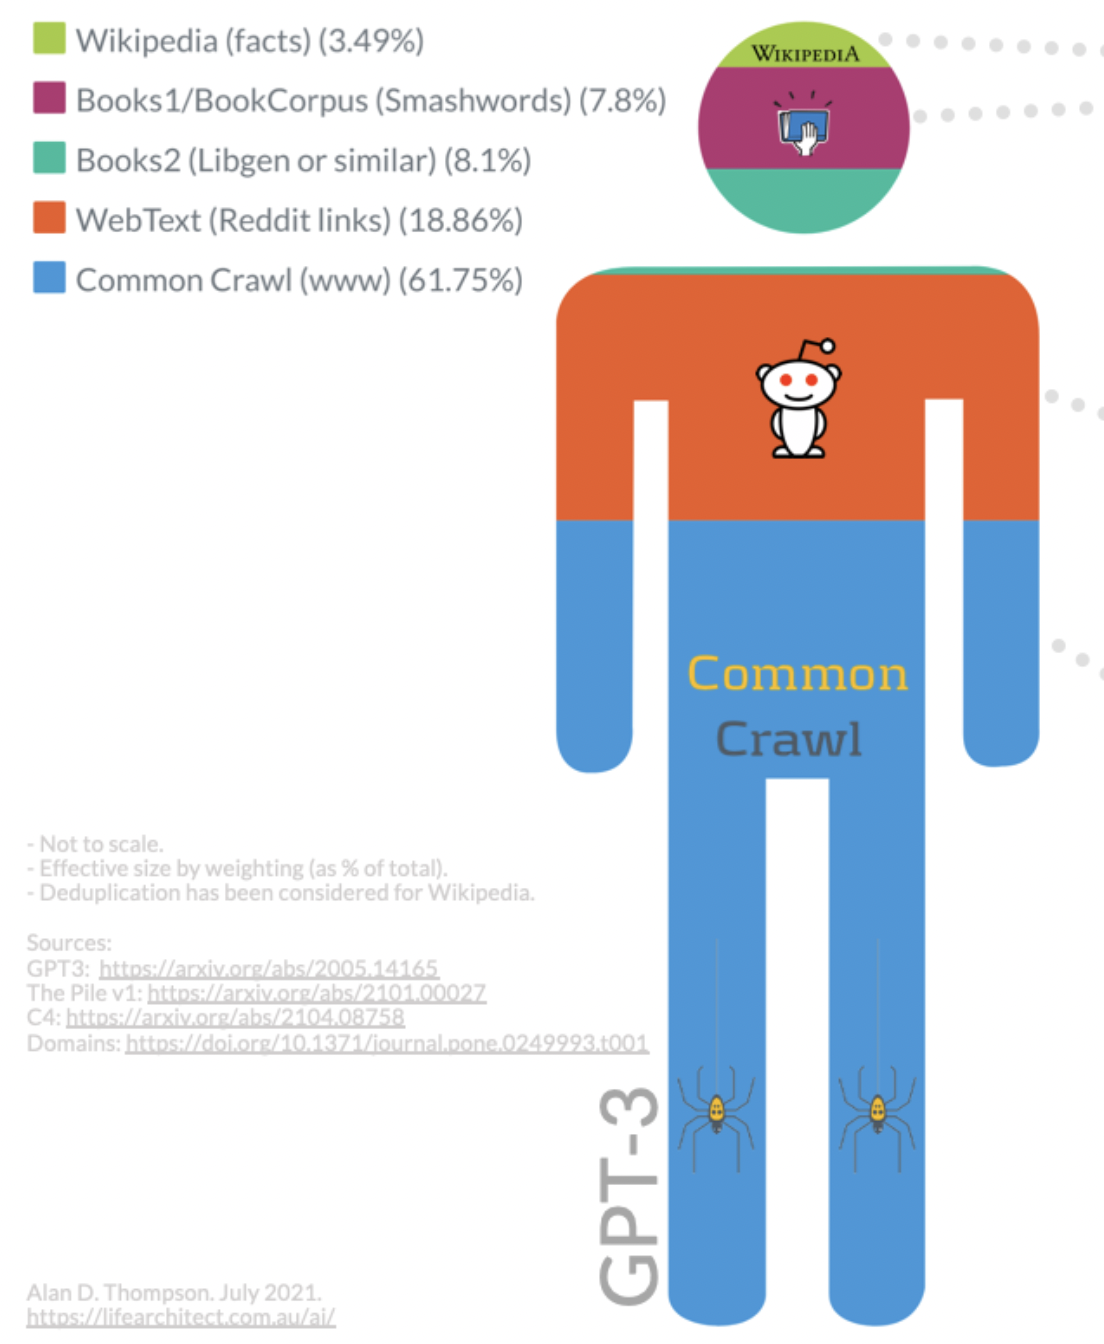 Wikipedia (facts) (3.49%)
Books1/BookCorpus (Smashwords) (7.8%)
Books2 (Libgen or similar) (8.1%)
WebText (Reddit links) (18.86%)
Common Crawl (www) (61.75%)
WIKIPEDIA
Common
Crawl
- Not to scale.
- Effective size by weighting (as % of total).
- Deduplication has been considered for Wikipedia.
Sources:
GPT3: https://arxiv.org/abs/2005.14165
The Pile v1: https://arxiv.org/abs/2101.00027
C4: https://arxiv.org/abs/2104.08758
Domains: https://doi.org/10.1371/journal.pone.0249993.t001
GPT-3
Alan D. Thompson. July 2021.
https://lifearchitect.com.au/ai/